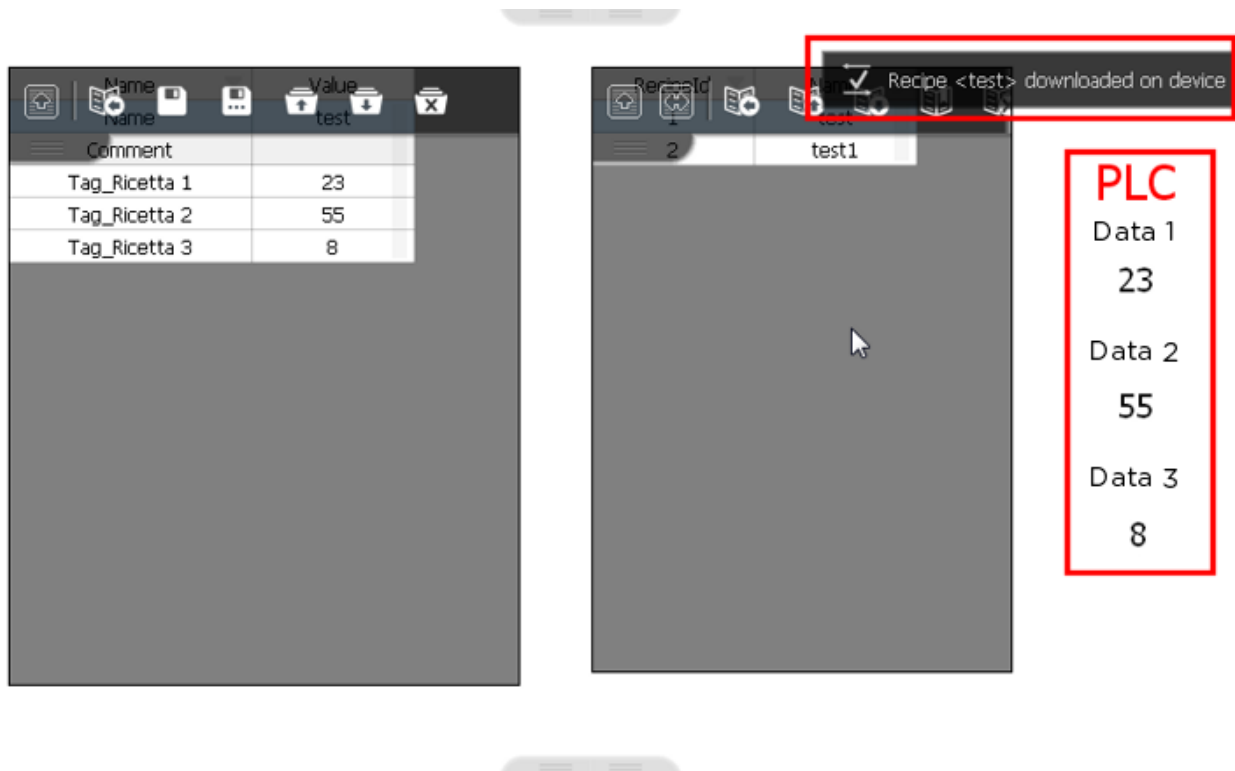 Name Value
Name test
Comment
Tag_Ricetta 1 23
Tag_Ricetta 2 55
Tag_Ricetta 3 8
RecipeId Name
1 test
2 test1
Recipe <test> downloaded on device
PLC
Data 1
23
Data 2
55
Data 3
8